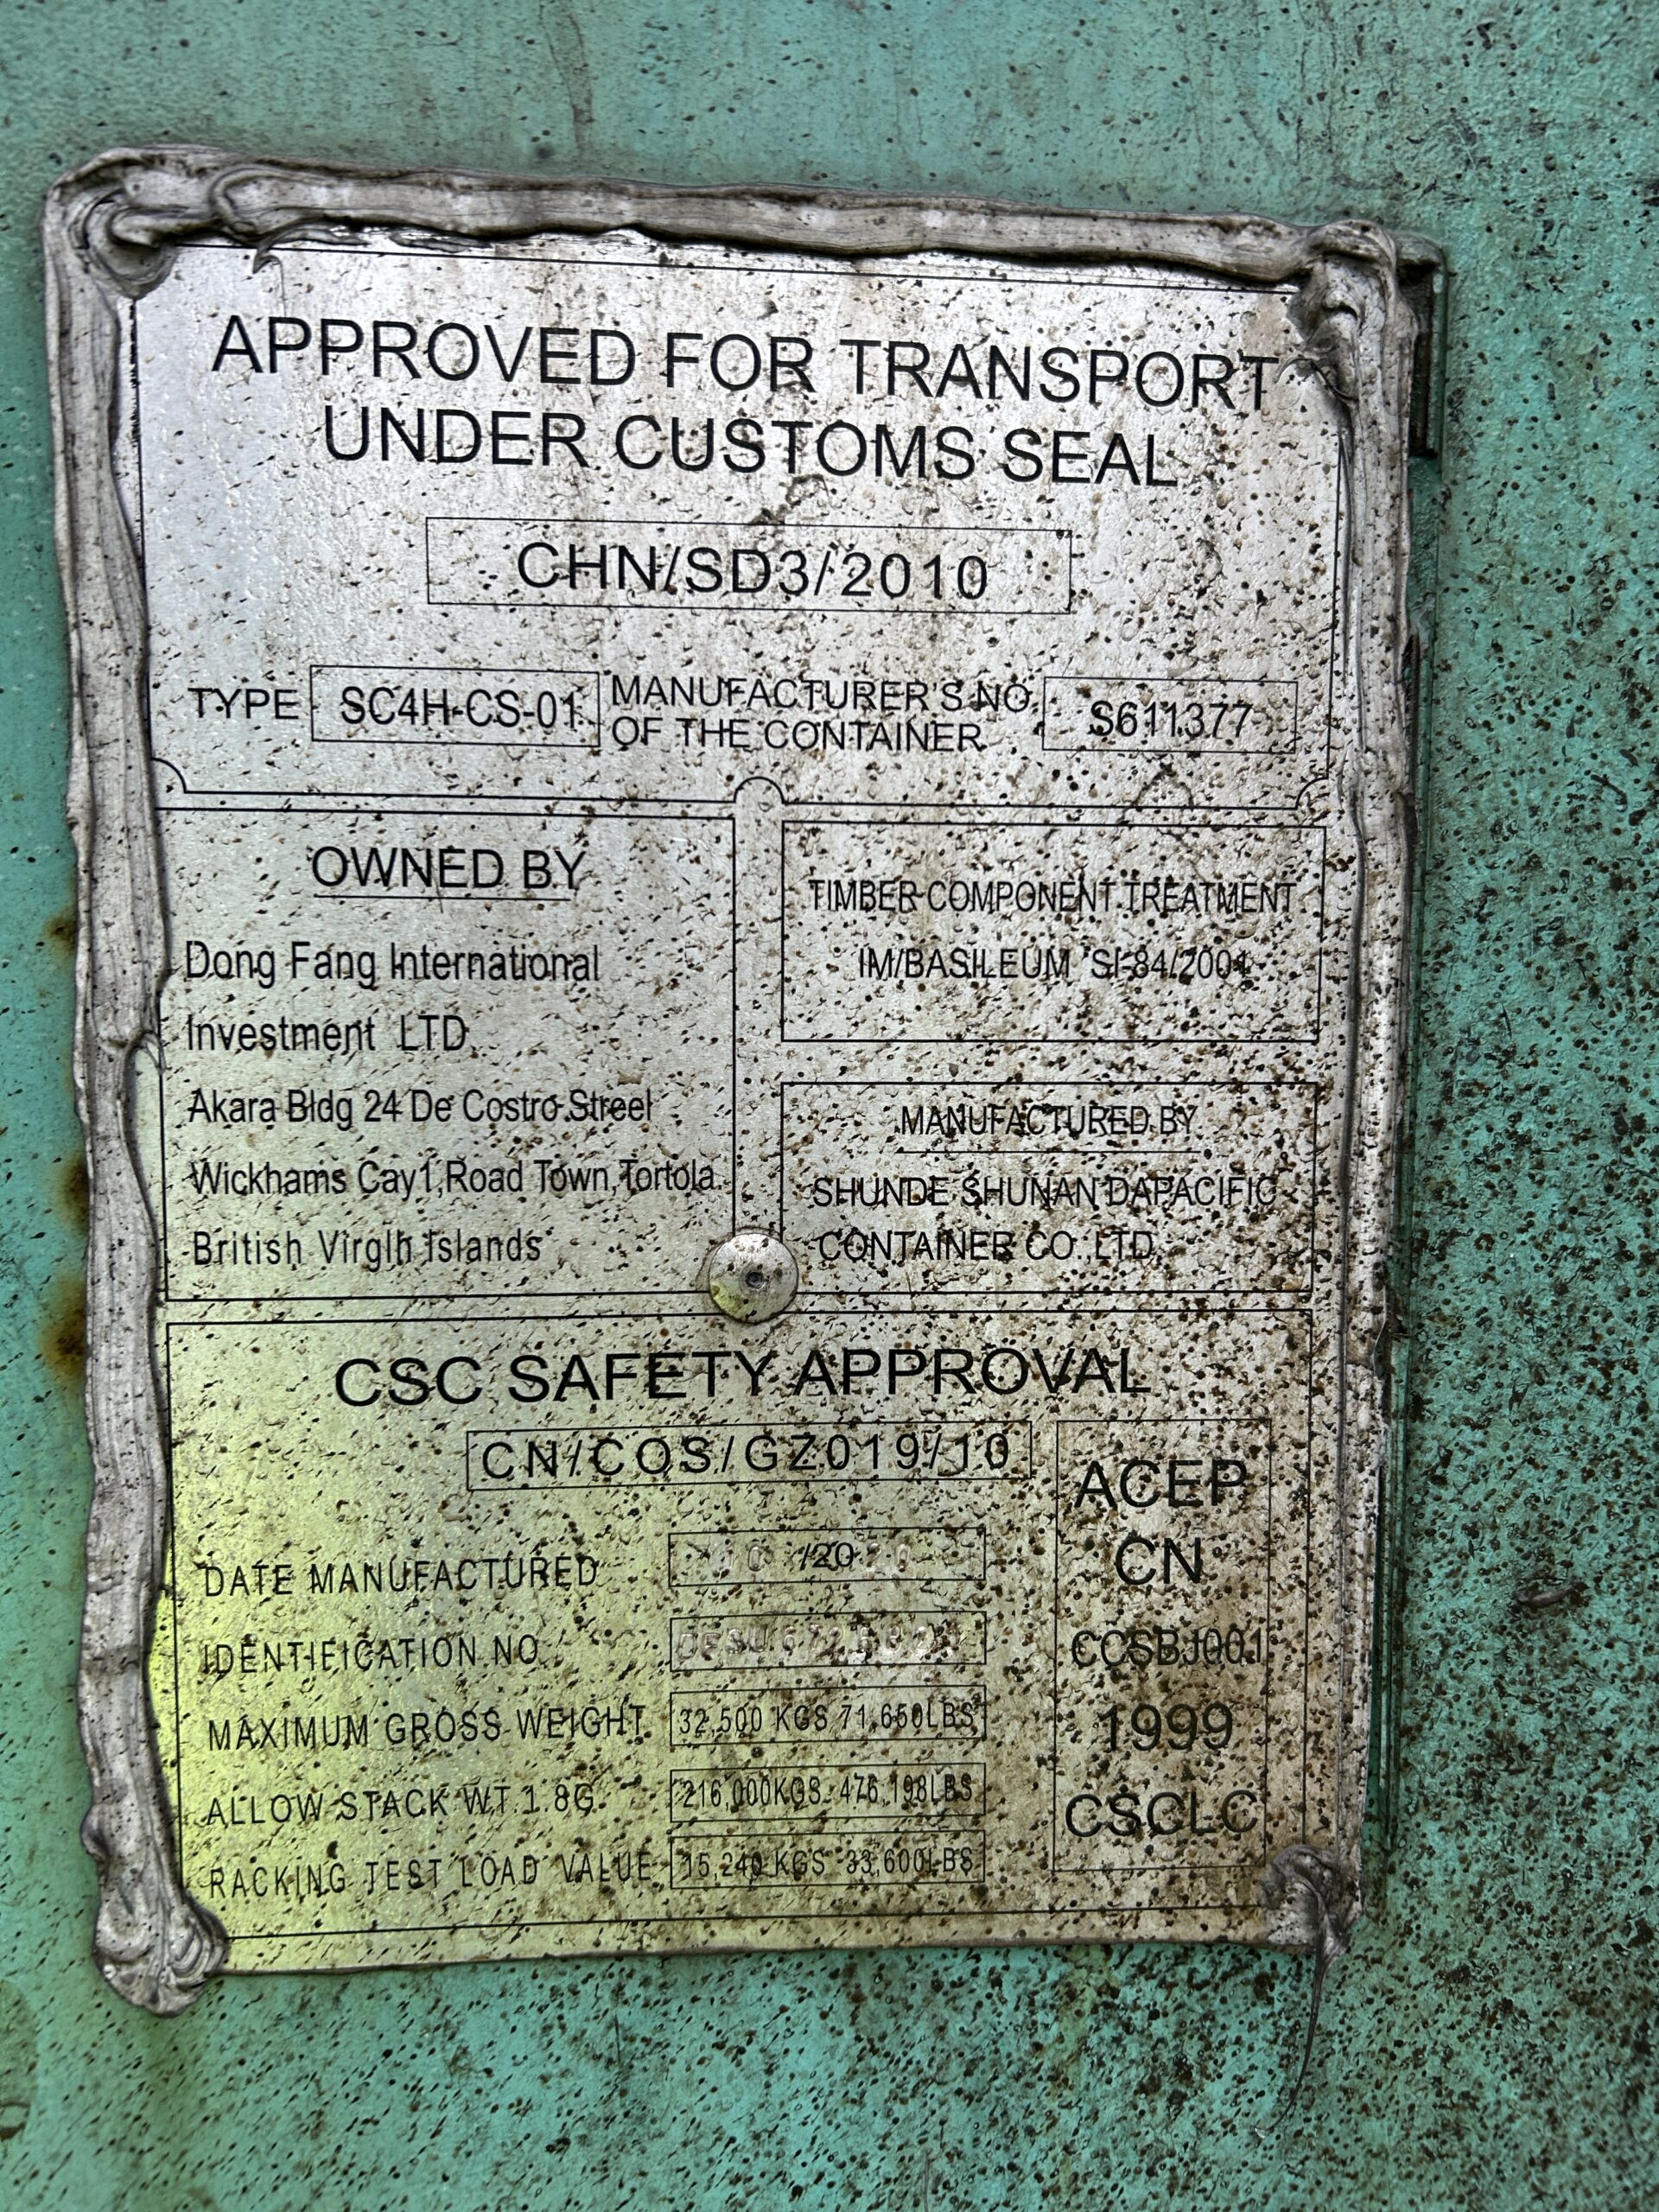 APPROVED FOR TRANSPORT
UNDER CUSTOMS SEAL
CHN/SD3/2010
TYPE SC4H-CS-01 MANUFACTURER'S NO. OF THE CONTAINER S611377
OWNED BY
Dong Fang International
Investment LTD
Akara Bldg 24 De Costro Streel
Wickhams Cay1,Road Town,Tortola
British Virgih Islands
TIMBER COMPONENT TREATMENT
IM/BASILEUM SI-84/2001
MANUFACTURED BY
SHUNDE SHUNAN DAPACIFIC
CONTAINER CO.,LTD
CSC SAFETY APPROVAL
CN/COS/GZ019/10
DATE MANUFACTURED 10 /20
IDENTIFICATION NO.
MAXIMUM GROSS WEIGHT 32,500 KGS 71,650LBS
ALLOW STACK WT.1.8G 216,000KGS 476,198LBS
RACKING TEST LOAD VALUE 15,240 KGS 33,600LBS
ACEP
CN
CCSBJ001
1999
CSCLC